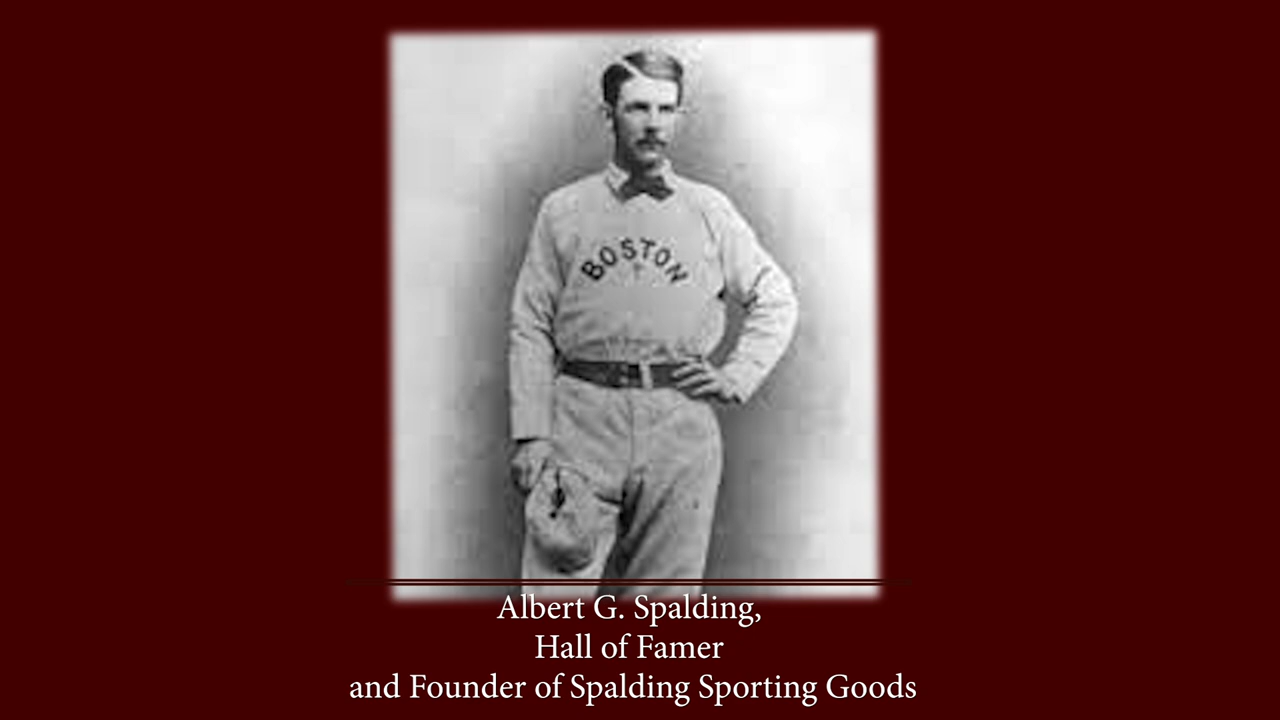 BOSTON
Albert G. Spalding,
Hall of Famer
and Founder of Spalding Sporting Goods